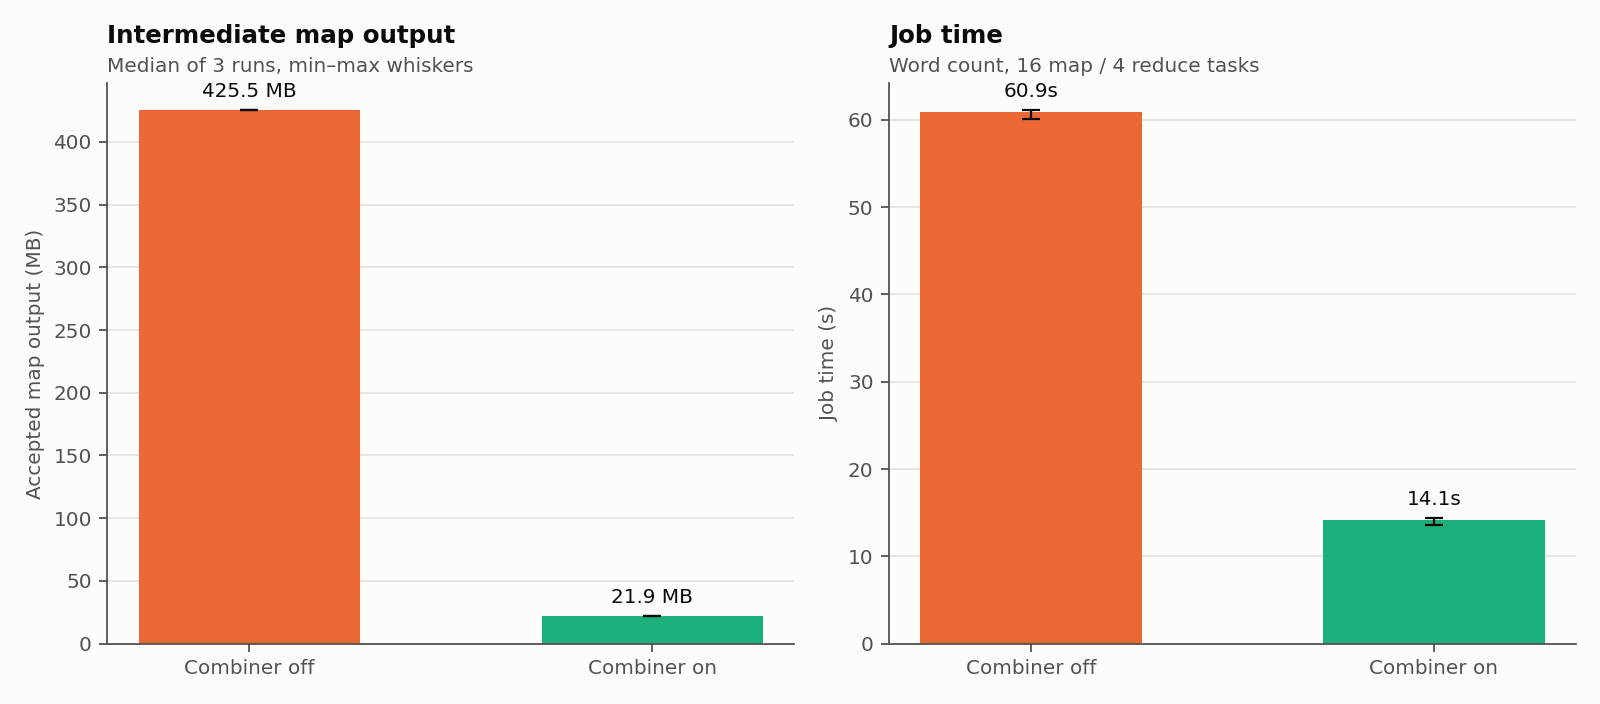 Intermediate map output
Median of 3 runs, min–max whiskers
425.5 MB
21.9 MB
Accepted map output (MB)
400
350
300
250
200
150
100
50
0
Combiner off
Combiner on
Job time
Word count, 16 map / 4 reduce tasks
60.9s
14.1s
Job time (s)
60
50
40
30
20
10
0
Combiner off
Combiner on